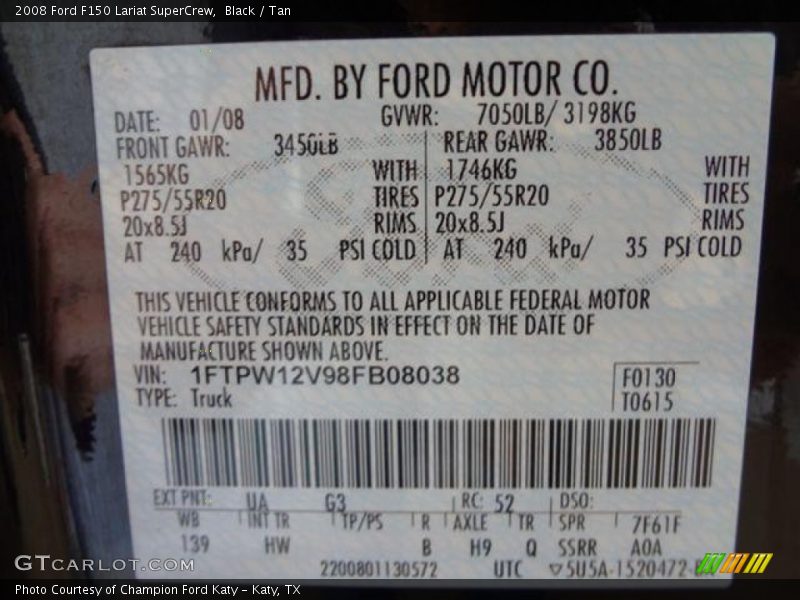 2008 Ford F150 Lariat SuperCrew,  Black / Tan
MFD. BY FORD MOTOR CO.
DATE: 01/08 GVWR: 7050LB/ 3198KG
FRONT GAWR: 3450LB REAR GAWR: 3850LB
1565KG WITH 1746KG WITH
P275/55R20 TIRES P275/55R20 TIRES
20x8.5J RIMS 20x8.5J RIMS
AT 240 kPa/ 35 PSI COLD AT 240 kPa/ 35 PSI COLD
THIS VEHICLE CONFORMS TO ALL APPLICABLE FEDERAL MOTOR
VEHICLE SAFETY STANDARDS IN EFFECT ON THE DATE OF
MANUFACTURE SHOWN ABOVE.
VIN: 1FTPW12V98FB08038 F0130
TYPE: Truck T0615
EXT PNT: UA G3 RC: 52 DSO:
WB INT TR TP/PS R AXLE TR SPR 7F61F
139 HW B H9 Q SSRR A0A
2200801130572 UTC ▽5U5A-1520472-
GTcarlot.com
Photo Courtesy of Champion Ford Katy – Katy, TX